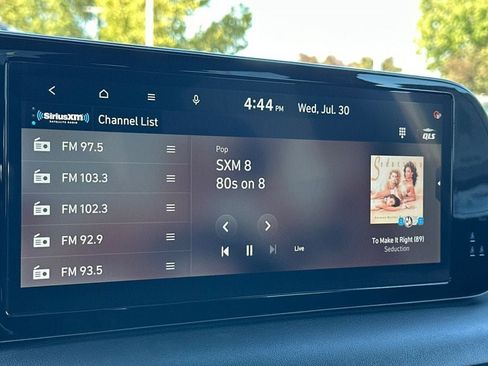 4:44 PM Wed, Jul. 30
SiriusXM
SATELLITE RADIO
Channel List
QLS
FM 97.5
FM 103.3
FM 102.3
FM 92.9
FM 93.5
Pop
SXM 8
80s on 8
Live
Seduction
To Make It Right (89)
Seduction